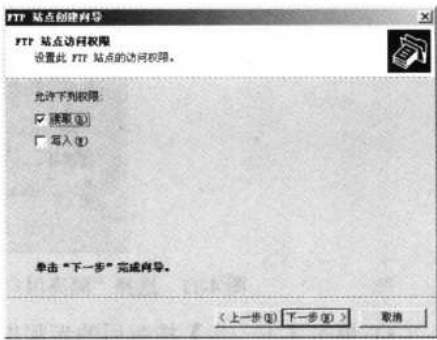 FTP 站点创建向导
FTP 站点访问权限
设置此 FTP 站点的访问权限。
允许下列权限:
读取(R)
写入(W)
单击“下一步”完成向导。
< 上一步(B)
下一步(N) >
取消